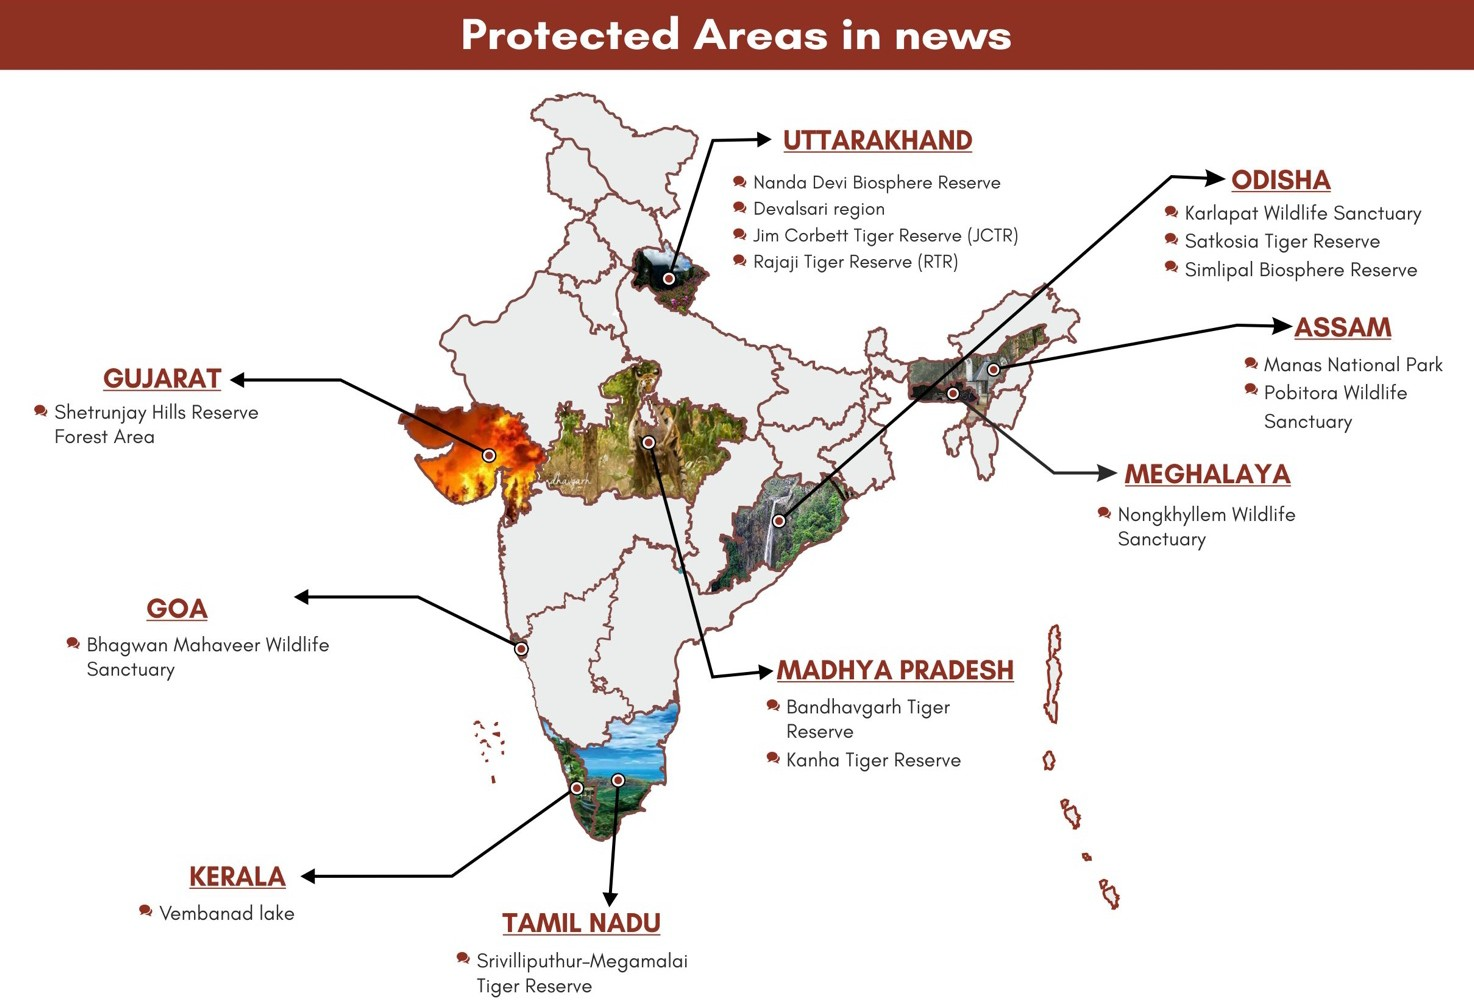 Protected Areas in news
UTTARAKHAND
Nanda Devi Biosphere Reserve
Devalsari region
Jim Corbett Tiger Reserve (JCTR)
Rajaji Tiger Reserve (RTR)
ODISHA
Karlapat Wildlife Sanctuary
Satkosia Tiger Reserve
Simlipal Biosphere Reserve
ASSAM
Manas National Park
Pobitora Wildlife
Sanctuary
GUJARAT
Shetrunjay Hills Reserve
Forest Area
MEGHALAYA
Nongkhyllem Wildlife
Sanctuary
GOA
Bhagwan Mahaveer Wildlife
Sanctuary
MADHYA PRADESH
Bandhavgarh Tiger
Reserve
Kanha Tiger Reserve
KERALA
Vembanad lake
TAMIL NADU
Srivilliputhur-Megamalai
Tiger Reserve